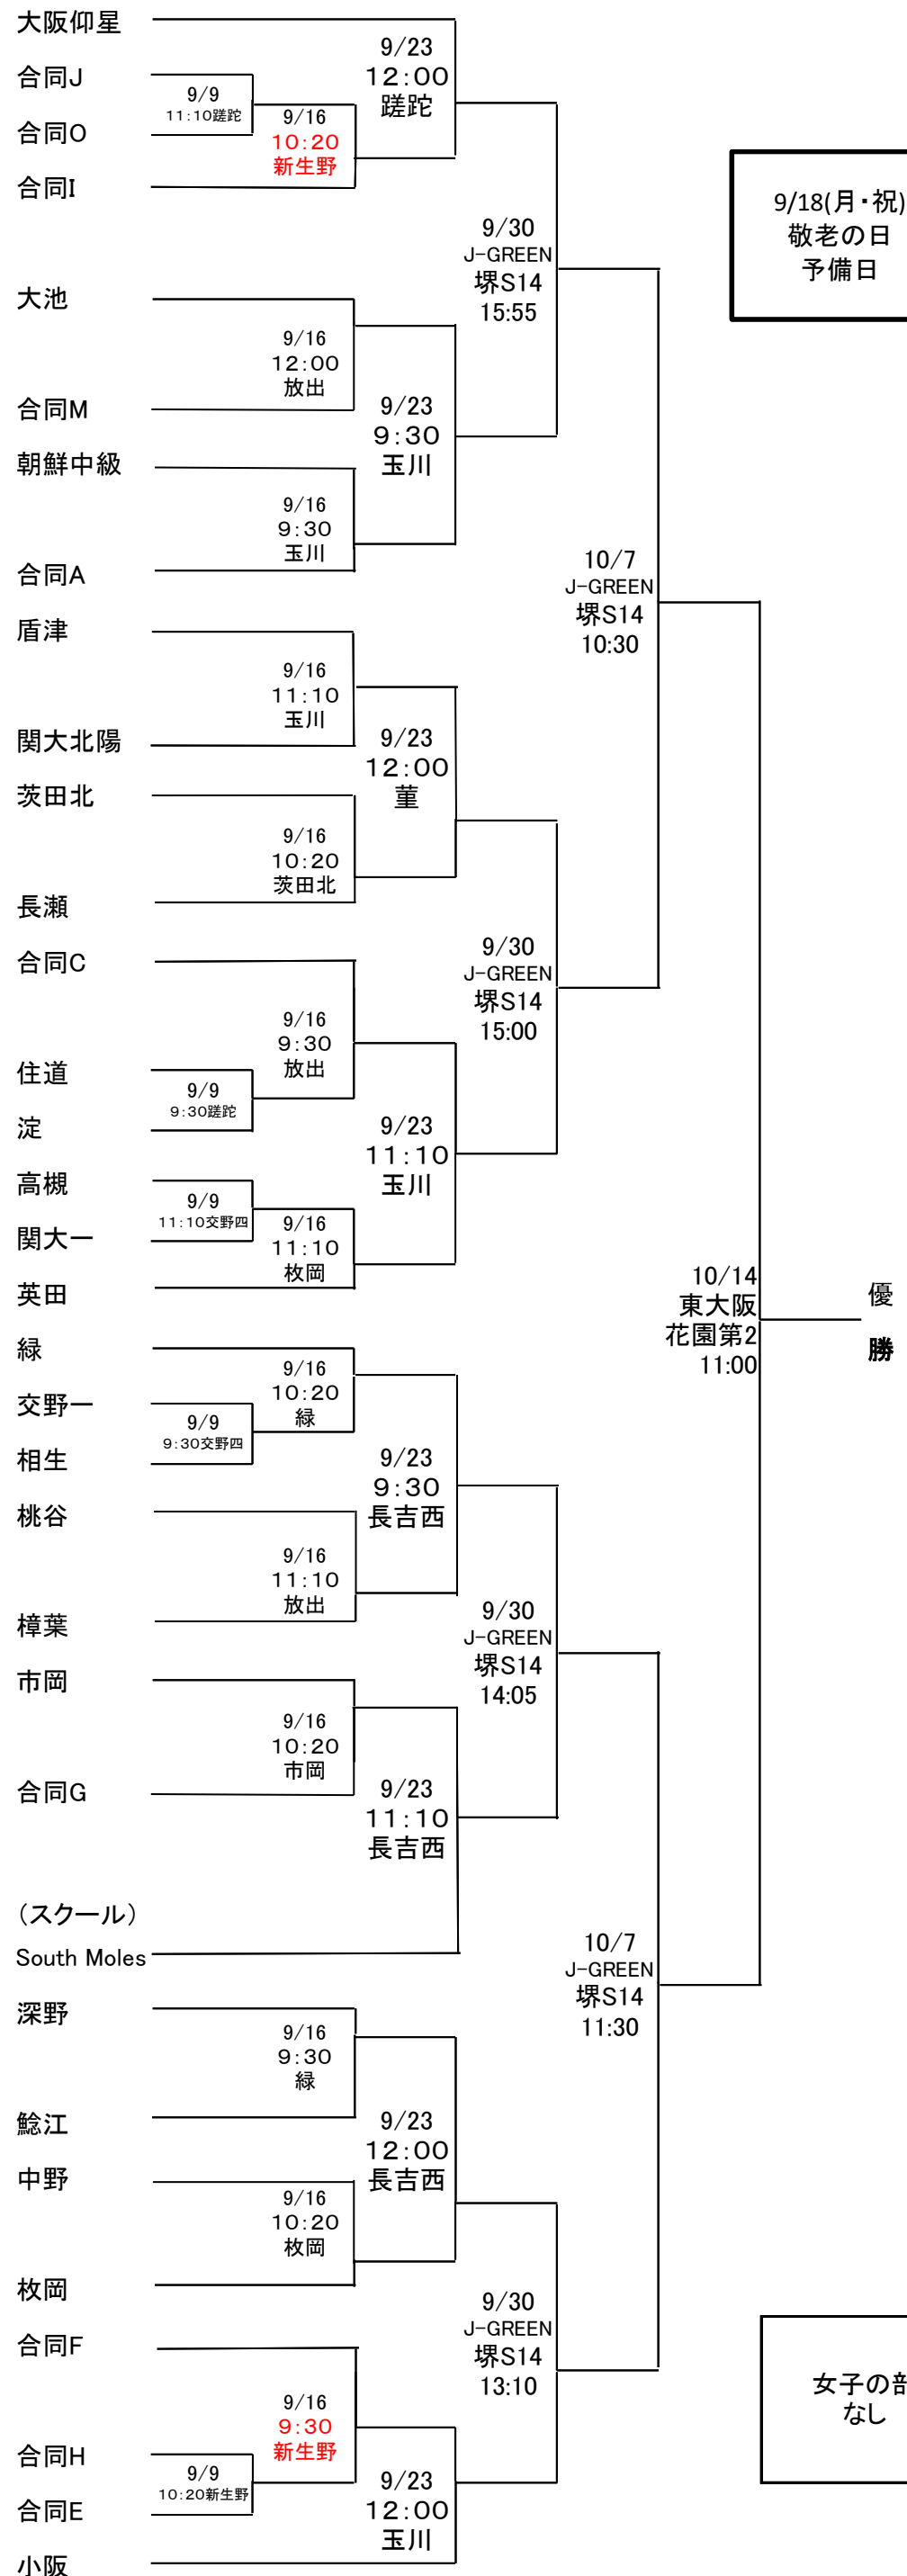 大阪仰星
合同J
合同O
合同I
大池
合同M
朝鮮中級
合同A
盾津
関大北陽
茨田北
長瀬
合同C
住道
淀
高槻
関大一
英田
緑
交野一
相生
桃谷
樟葉
市岡
合同G
（スクール）
South Moles
深野
鯰江
中野
枚岡
合同F
合同H
合同E
小阪
9/9
11:10蹉跎
9/9
9:30蹉跎
9/9
11:10交野四
9/9
9:30交野四
9/9
10:20新生野
9/16
10:20
新生野
9/16
12:00
放出
9/16
9:30
玉川
9/16
11:10
玉川
9/16
10:20
茨田北
9/16
9:30
放出
9/16
11:10
枚岡
9/16
10:20
緑
9/16
11:10
放出
9/16
10:20
市岡
9/16
9:30
緑
9/16
10:20
枚岡
9/16
9:30
新生野
9/23
12:00
蹉跎
9/23
9:30
玉川
9/23
12:00
菫
9/23
11:10
玉川
9/23
9:30
長吉西
9/23
11:10
長吉西
9/23
12:00
長吉西
9/23
12:00
玉川
9/30
J-GREEN
堺S14
15:55
9/30
J-GREEN
堺S14
15:00
9/30
J-GREEN
堺S14
14:05
9/30
J-GREEN
堺S14
13:10
10/7
J-GREEN
堺S14
10:30
10/7
J-GREEN
堺S14
11:30
10/14
東大阪
花園第2
11:00
優
勝
9/18(月・祝)
敬老の日
予備日
女子の部
なし